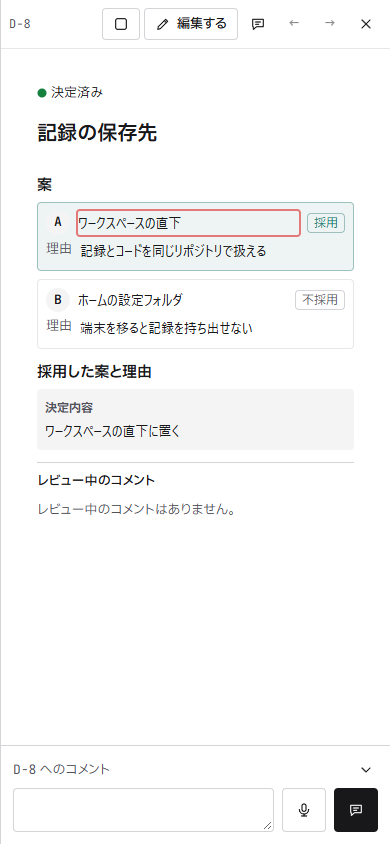 D-8
編集する
決定済み
記録の保存先
案
A ワークスペースの直下 採用
理由 記録とコードを同じリポジトリで扱える
B ホームの設定フォルダ 不採用
理由 端末を移ると記録を持ち出せない
採用した案と理由
決定内容
ワークスペースの直下に置く
レビュー中のコメント
レビュー中のコメントはありません。
D-8 へのコメント